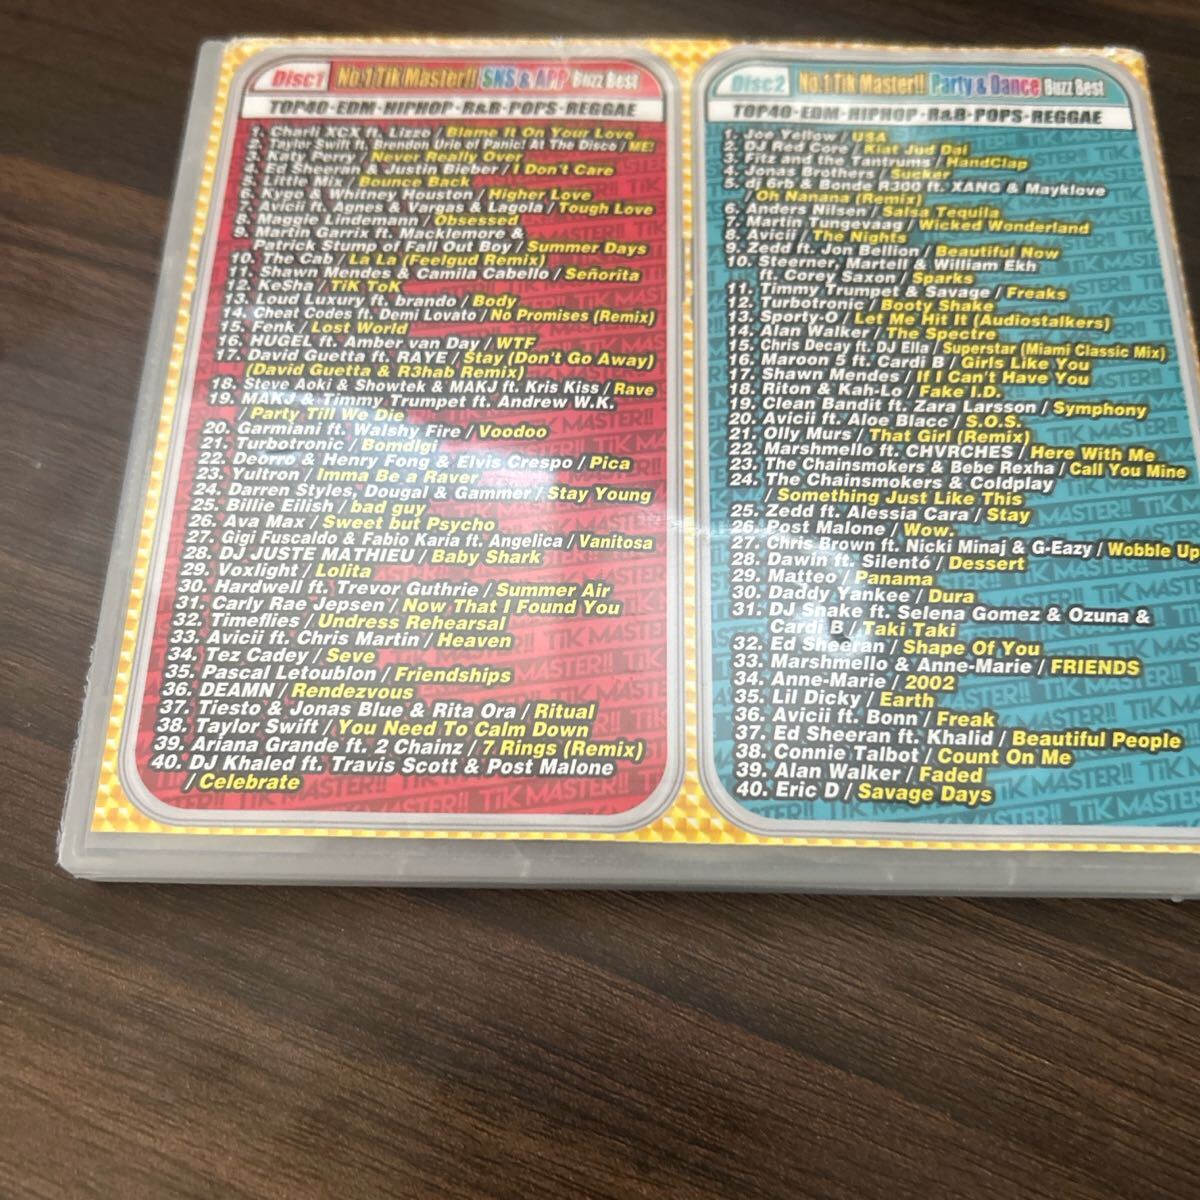 Disc1 No.1 Tik Master!! SNS & APP Buzz Best
TOP40·EDM·HIPHOP·R&B·POPS·REGGAE
1. Charli XCX ft. Lizzo / Blame It On Your Love
2. Taylor Swift ft. Brendon Urie of Panic! At The Disco / ME!
3. Katy Perry / Never Really Over
4. Ed Sheeran & Justin Bieber / I Don't Care
5. Little Mix / Bounce Back
6. Kygo & Whitney Houston / Higher Love
7. Avicii ft. Agnes & Vargas & Lagola / Tough Love
8. Maggie Lindemann / Obsessed
9. Martin Garrix ft. Macklemore &
Patrick Stump of Fall Out Boy / Summer Days
10. The Cab / La La (Feelgud Remix)
11. Shawn Mendes & Camila Cabello / Señorita
12. Ke$ha / TiK ToK
13. Loud Luxury ft. brando / Body
14. Cheat Codes ft. Demi Lovato / No Promises (Remix)
15. Fenk / Lost World
16. HUGEL ft. Amber van Day / WTF
17. David Guetta ft. RAYE / Stay (Don't Go Away)
(David Guetta & R3hab Remix)
18. Steve Aoki & Showtek & MAKJ ft. Kris Kiss / Rave
19. MAKJ & Timmy Trumpet ft. Andrew W.K.
/ Party Till We Die
20. Garmiani ft. Walshy Fire / Voodoo
21. Turbotronic / Bomdigi
22. Deorro & Henry Fong & Elvis Crespo / Pica
23. Yultron / Imma Be a Raver
24. Darren Styles, Dougal & Gammer / Stay Young
25. Billie Eilish / bad guy
26. Ava Max / Sweet but Psycho
27. Gigi Fuscaldo & Fabio Karia ft. Angelica / Vanitosa
28. DJ JUSTE MATHIEU / Baby Shark
29. Voxlight / Lolita
30. Hardwell ft. Trevor Guthrie / Summer Air
31. Carly Rae Jepsen / Now That I Found You
32. Timeflies / Undress Rehearsal
33. Avicii ft. Chris Martin / Heaven
34. Tez Cadey / Seve
35. Pascal Letoublon / Friendships
36. DEAMN / Rendezvous
37. Tiesto & Jonas Blue & Rita Ora / Ritual
38. Taylor Swift / You Need To Calm Down
39. Ariana Grande ft. 2 Chainz / 7 Rings (Remix)
40. DJ Khaled ft. Travis Scott & Post Malone
/ Celebrate
Disc2 No.1 Tik Master!! Party & Dance Buzz Best
TOP40·EDM·HIPHOP·R&B·POPS·REGGAE
1. Joe Yellow / USA
2. DJ Red Core / Kiat Jud Dai
3. Fitz and the Tantrums / HandClap
4. Jonas Brothers / Sucker
5. dj 6rb & Bonde R300 ft. XANG & Mayklove
/ Oh Nanana (Remix)
6. Anders Nilsen / Salsa Tequila
7. Martin Tungevaag / Wicked Wonderland
8. Avicii / The Nights
9. Zedd ft. Jon Bellion / Beautiful Now
10. Steerner, Martell & William Ekh
ft. Corey Saxon / Sparks
11. Timmy Trumpet & Savage / Freaks
12. Turbotronic / Booty Shake
13. Sporty-O / Let Me Hit It (Audiostalkers)
14. Alan Walker / The Spectre
15. Chris Decay ft. DJ Ella / Superstar (Miami Classic Mix)
16. Maroon 5 ft. Cardi B / Girls Like You
17. Shawn Mendes / If I Can't Have You
18. Riton & Kah-Lo / Fake I.D.
19. Clean Bandit ft. Zara Larsson / Symphony
20. Avicii ft. Aloe Blacc / S.O.S.
21. Olly Murs / That Girl (Remix)
22. Marshmello ft. CHVRCHES / Here With Me
23. The Chainsmokers & Bebe Rexha / Call You Mine
24. The Chainsmokers & Coldplay
/ Something Just Like This
25. Zedd ft. Alessia Cara / Stay
26. Post Malone / Wow.
27. Chris Brown ft. Nicki Minaj & G-Eazy / Wobble Up
28. Dawin ft. Silentó / Dessert
29. Matteo / Panama
30. Daddy Yankee / Dura
31. DJ Snake ft. Selena Gomez & Ozuna &
Cardi B / Taki Taki
32. Ed Sheeran / Shape Of You
33. Marshmello & Anne-Marie / FRIENDS
34. Anne-Marie / 2002
35. Lil Dicky / Earth
36. Avicii ft. Bonn / Freak
37. Ed Sheeran ft. Khalid / Beautiful People
38. Connie Talbot / Count On Me
39. Alan Walker / Faded
40. Eric D / Savage Days